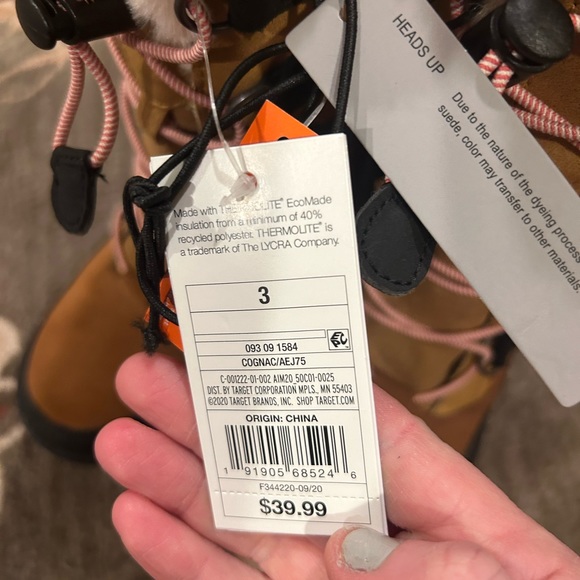 HEADS UP
Due to the nature of the dyeing process
suede, color may transfer to other materials.
Made with THERMOLITE® EcoMade
insulation from a minimum of 40%
recycled polyester. THERMOLITE® is
a trademark of The LYCRA Company.
3
093 09 1584
COGNAC/AEJ75
C-001222-01-002 AIM20_50C01-0025
DIST. BY TARGET CORPORATION MPLS., MN 55403
©2020 TARGET BRANDS, INC. SHOP TARGET.COM
ORIGIN: CHINA
1 91905 68524 6
F344220-09/20
$39.99